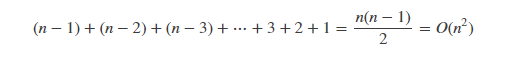 (n − 1) + (n − 2) + (n − 3) + ··· + 3 + 2 + 1 = n(n − 1)/2 = O(n²)